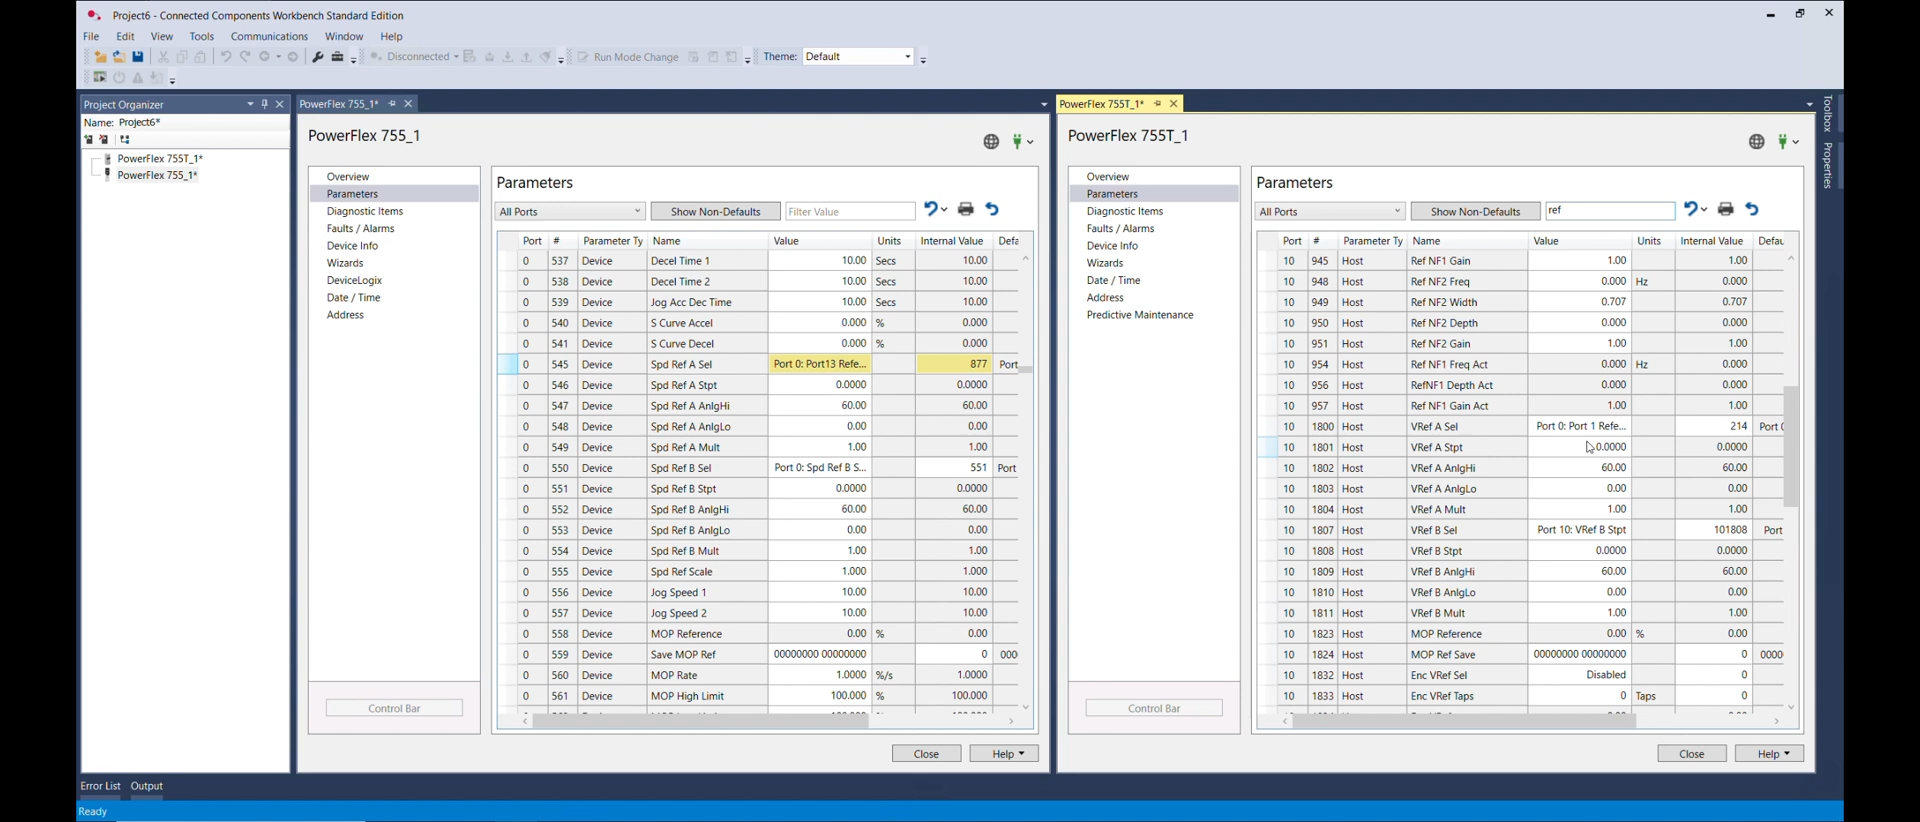 Project6 - Connected Components Workbench Standard Edition
File Edit View Tools Communications Window Help
Disconnected Run Mode Change Theme: Default
Project Organizer
Name: Project6*
PowerFlex 755T_1*
PowerFlex 755_1*
PowerFlex 755_1*
PowerFlex 755_1
Overview
Parameters
Diagnostic Items
Faults / Alarms
Device Info
Wizards
DeviceLogix
Date / Time
Address
Control Bar
Parameters
All Ports Show Non-Defaults Filter Value
Port # Parameter Ty Name Value Units Internal Value Defa
0 537 Device Decel Time 1 10.00 Secs 10.00
0 538 Device Decel Time 2 10.00 Secs 10.00
0 539 Device Jog Acc Dec Time 10.00 Secs 10.00
0 540 Device S Curve Accel 0.000 % 0.000
0 541 Device S Curve Decel 0.000 % 0.000
0 545 Device Spd Ref A Sel Port 0: Port13 Refe... 877 Port
0 546 Device Spd Ref A Stpt 0.0000 0.0000
0 547 Device Spd Ref A AnlgHi 60.00 60.00
0 548 Device Spd Ref A AnlgLo 0.00 0.00
0 549 Device Spd Ref A Mult 1.00 1.00
0 550 Device Spd Ref B Sel Port 0: Spd Ref B S... 551 Port
0 551 Device Spd Ref B Stpt 0.0000 0.0000
0 552 Device Spd Ref B AnlgHi 60.00 60.00
0 553 Device Spd Ref B AnlgLo 0.00 0.00
0 554 Device Spd Ref B Mult 1.00 1.00
0 555 Device Spd Ref Scale 1.000 1.000
0 556 Device Jog Speed 1 10.00 10.00
0 557 Device Jog Speed 2 10.00 10.00
0 558 Device MOP Reference 0.00 % 0.00
0 559 Device Save MOP Ref 00000000 00000000 0 000
0 560 Device MOP Rate 1.0000 %/s 1.0000
0 561 Device MOP High Limit 100.000 % 100.000
Close Help
PowerFlex 755T_1*
PowerFlex 755T_1
Overview
Parameters
Diagnostic Items
Faults / Alarms
Device Info
Wizards
Date / Time
Address
Predictive Maintenance
Control Bar
Parameters
All Ports Show Non-Defaults ref
Port # Parameter Ty Name Value Units Internal Value Defau
10 945 Host Ref NF1 Gain 1.00 1.00
10 948 Host Ref NF2 Freq 0.000 Hz 0.000
10 949 Host Ref NF2 Width 0.707 0.707
10 950 Host Ref NF2 Depth 0.000 0.000
10 951 Host Ref NF2 Gain 1.00 1.00
10 954 Host Ref NF1 Freq Act 0.000 Hz 0.000
10 956 Host RefNF1 Depth Act 0.000 0.000
10 957 Host Ref NF1 Gain Act 1.00 1.00
10 1800 Host VRef A Sel Port 0: Port 1 Refe... 214 Port 0
10 1801 Host VRef A Stpt 0.0000 0.0000
10 1802 Host VRef A AnlgHi 60.00 60.00
10 1803 Host VRef A AnlgLo 0.00 0.00
10 1804 Host VRef A Mult 1.00 1.00
10 1807 Host VRef B Sel Port 10: VRef B Stpt 101808 Port
10 1808 Host VRef B Stpt 0.0000 0.0000
10 1809 Host VRef B AnlgHi 60.00 60.00
10 1810 Host VRef B AnlgLo 0.00 0.00
10 1811 Host VRef B Mult 1.00 1.00
10 1823 Host MOP Reference 0.00 % 0.00
10 1824 Host MOP Ref Save 00000000 00000000 0 0000
10 1832 Host Enc VRef Sel Disabled 0
10 1833 Host Enc VRef Taps 0 Taps 0
Close Help
Toolbox
Properties
Error List Output
Ready